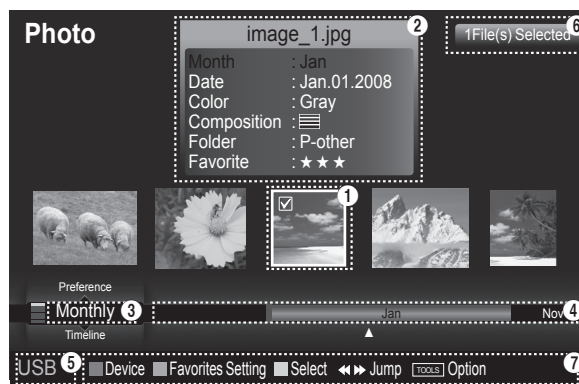 Photo
image_1.jpg
2
1File(s) Selected
6
Month : Jan
Date : Jan.01.2008
Color : Gray
Composition :
Folder : P-other
Favorite : ★★★
1
Preference
Monthly
3
Jan
Nov
4
Timeline
USB
5
Device
Favorites Setting
Select
Jump
TOOLS
Option
7